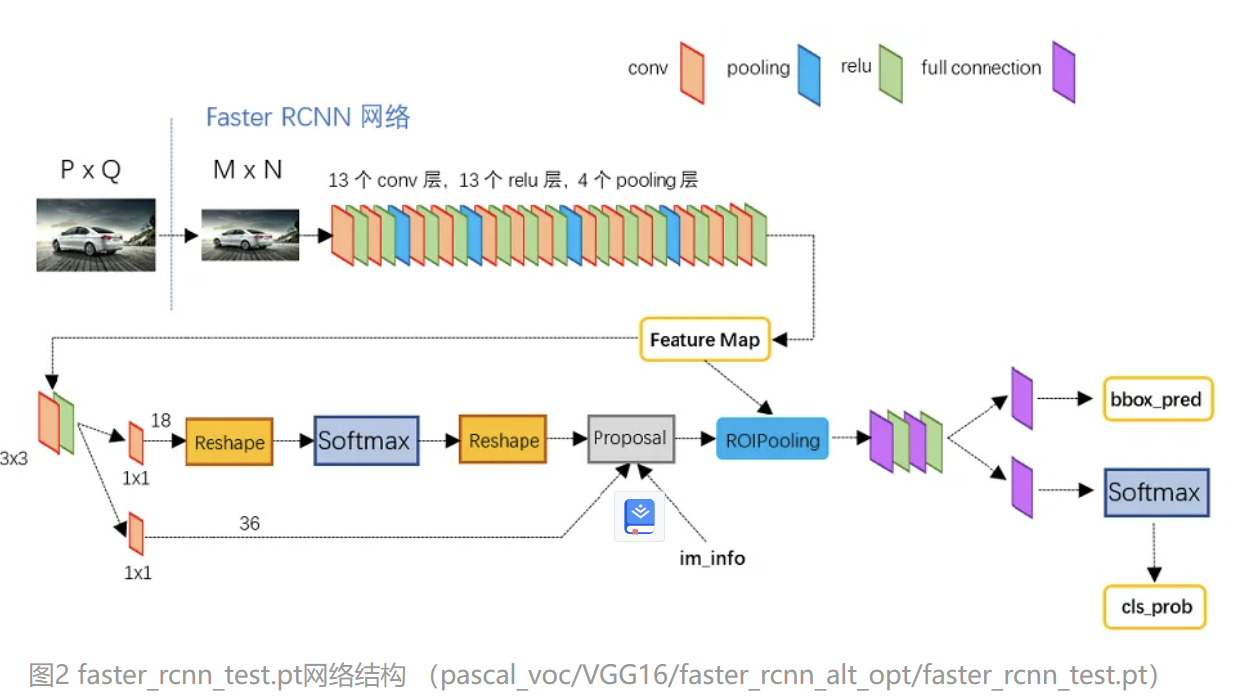 conv pooling relu full connection
Faster RCNN 网络
P x Q
M x N
13 个 conv 层,13 个 relu 层,4 个 pooling 层
Feature Map
3x3
18
1x1
Reshape
Softmax
Reshape
Proposal
ROIPooling
bbox_pred
Softmax
36
1x1
im_info
cls_prob
图2 faster_rcnn_test.pt网络结构 (pascal_voc/VGG16/faster_rcnn_alt_opt/faster_rcnn_test.pt)